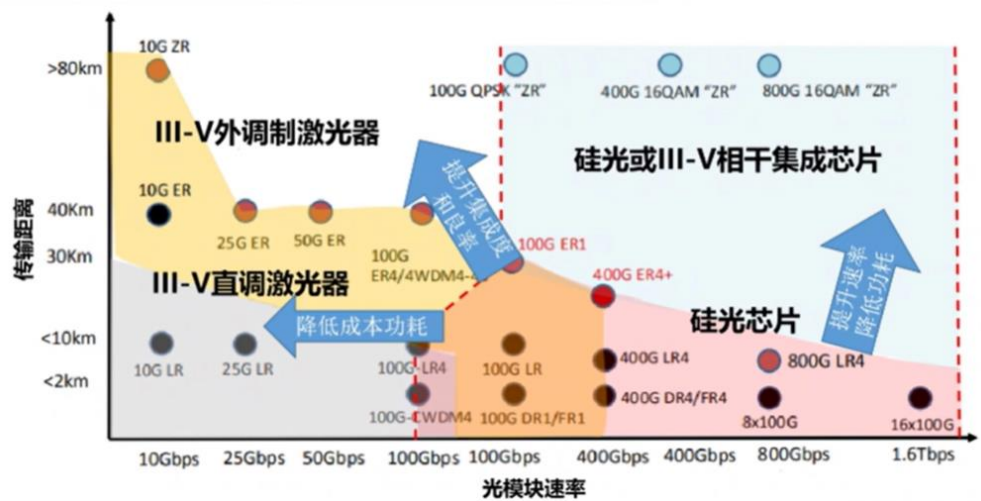 10G ZR
>80km
100G QPSK “ZR”
400G 16QAM “ZR”
800G 16QAM “ZR”
III-V外调制激光器
硅光或III-V相干集成芯片
提升集成度
和良率
10G ER
40Km
25G ER
50G ER
100G
ER4/4WDM4-
100G ER1
传输距离
30Km
III-V直调激光器
400G ER4+
提升速率
降低功耗
硅光芯片
降低成本功耗
<10km
10G LR
25G LR
100G-LR4
100G LR
400G LR4
800G LR4
<2km
100G-CWDM4
100G DR1/FR1
400G DR4/FR4
8x100G
16x100G
10Gbps
25Gbps
50Gbps
100Gbps
100Gbps
400Gbps
400Gbps
800Gbps
1.6Tbps
光模块速率